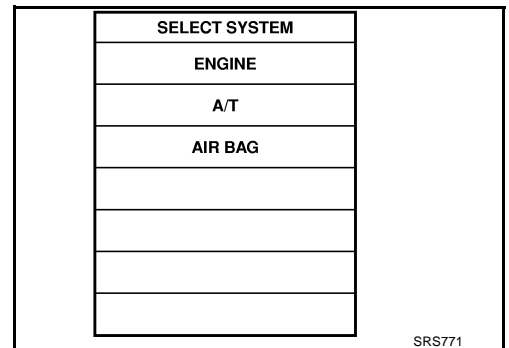 SELECT SYSTEM
ENGINE
A/T
AIR BAG
SRS771